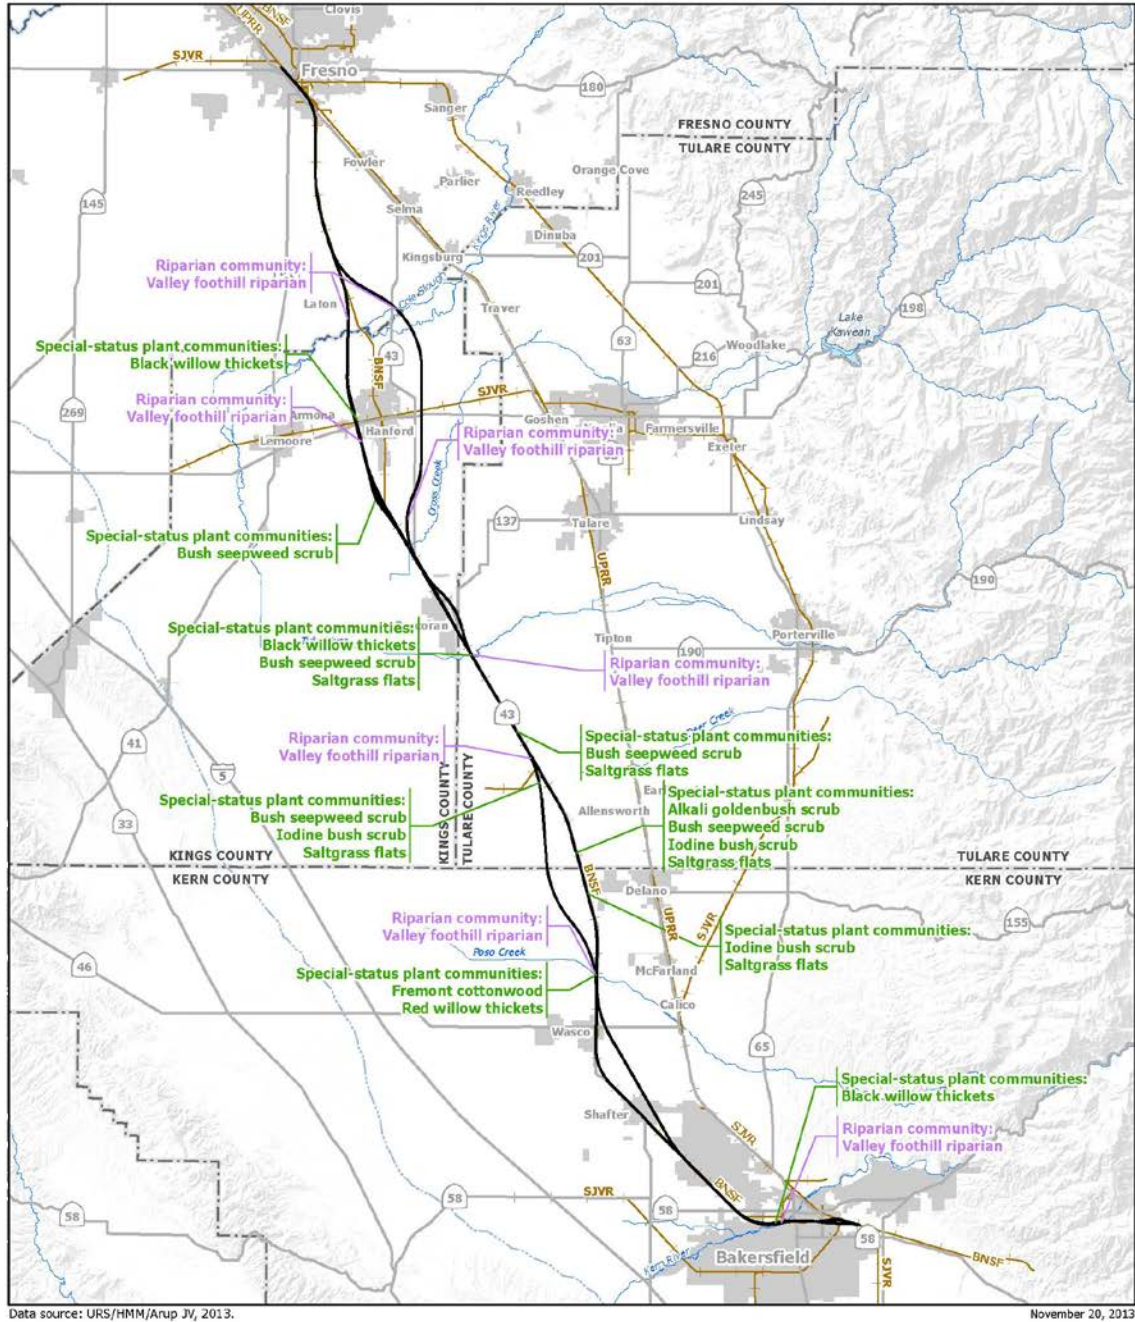 BNSF
Clovis
UPRR
SJVR
Fresno
180
Sanger
FRESNO COUNTY
TULARE COUNTY
Fowler
Parlier
Orange Cove
Reedley
145
245
Selma
Kings River
Dinuba
Kingsburg
201
Riparian community:
Valley foothill riparian
201
Cole Slough
Laton
Traver
198
Lake
Kaweah
Special-status plant communities:
Black willow thickets
43
63
216
Woodlake
BNSF
SJVR
Riparian community:
Valley foothill riparian
269
Armona
Goshen
Farmersville
Lemoore
Hanford
Riparian community:
Valley foothill riparian
Exeter
Cross Creek
Special-status plant communities:
Bush seepweed scrub
137
Tulare
Lindsay
UPRR
190
Special-status plant communities:
Black willow thickets
Bush seepweed scrub
Saltgrass flats
oran
Tipton
190
Porterville
Riparian community:
Valley foothill riparian
43
Deer Creek
41
Riparian community:
Valley foothill riparian
Special-status plant communities:
Bush seepweed scrub
Saltgrass flats
5
KINGS COUNTY
TULARE COUNTY
33
Special-status plant communities:
Bush seepweed scrub
Iodine bush scrub
Saltgrass flats
Allensworth
Special-status plant communities:
Alkali goldenbush scrub
Bush seepweed scrub
Iodine bush scrub
Saltgrass flats
KINGS COUNTY
KERN COUNTY
TULARE COUNTY
KERN COUNTY
BNSF
Delano
UPRR
SJVR
155
Riparian community:
Valley foothill riparian
Special-status plant communities:
Iodine bush scrub
Saltgrass flats
Poso Creek
46
McFarland
Special-status plant communities:
Fremont cottonwood
Red willow thickets
Calico
Wasco
65
Special-status plant communities:
Black willow thickets
Shafter
SJVR
Riparian community:
Valley foothill riparian
58
58
SJVR
BNSF
58
58
Kern River
Bakersfield
BNSF
SJVR
Data source: URS/HMM/Arup JV, 2013.
November 20, 2013